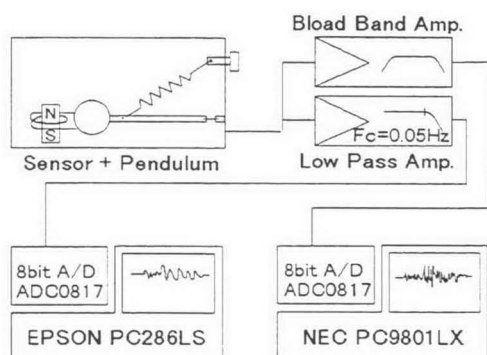 Bload Band Amp.
N
S
Fc=0.05Hz
Sensor + Pendulum
Low Pass Amp.
8bit A/D
ADC0817
8bit A/D
ADC0817
EPSON PC286LS
NEC PC9801LX